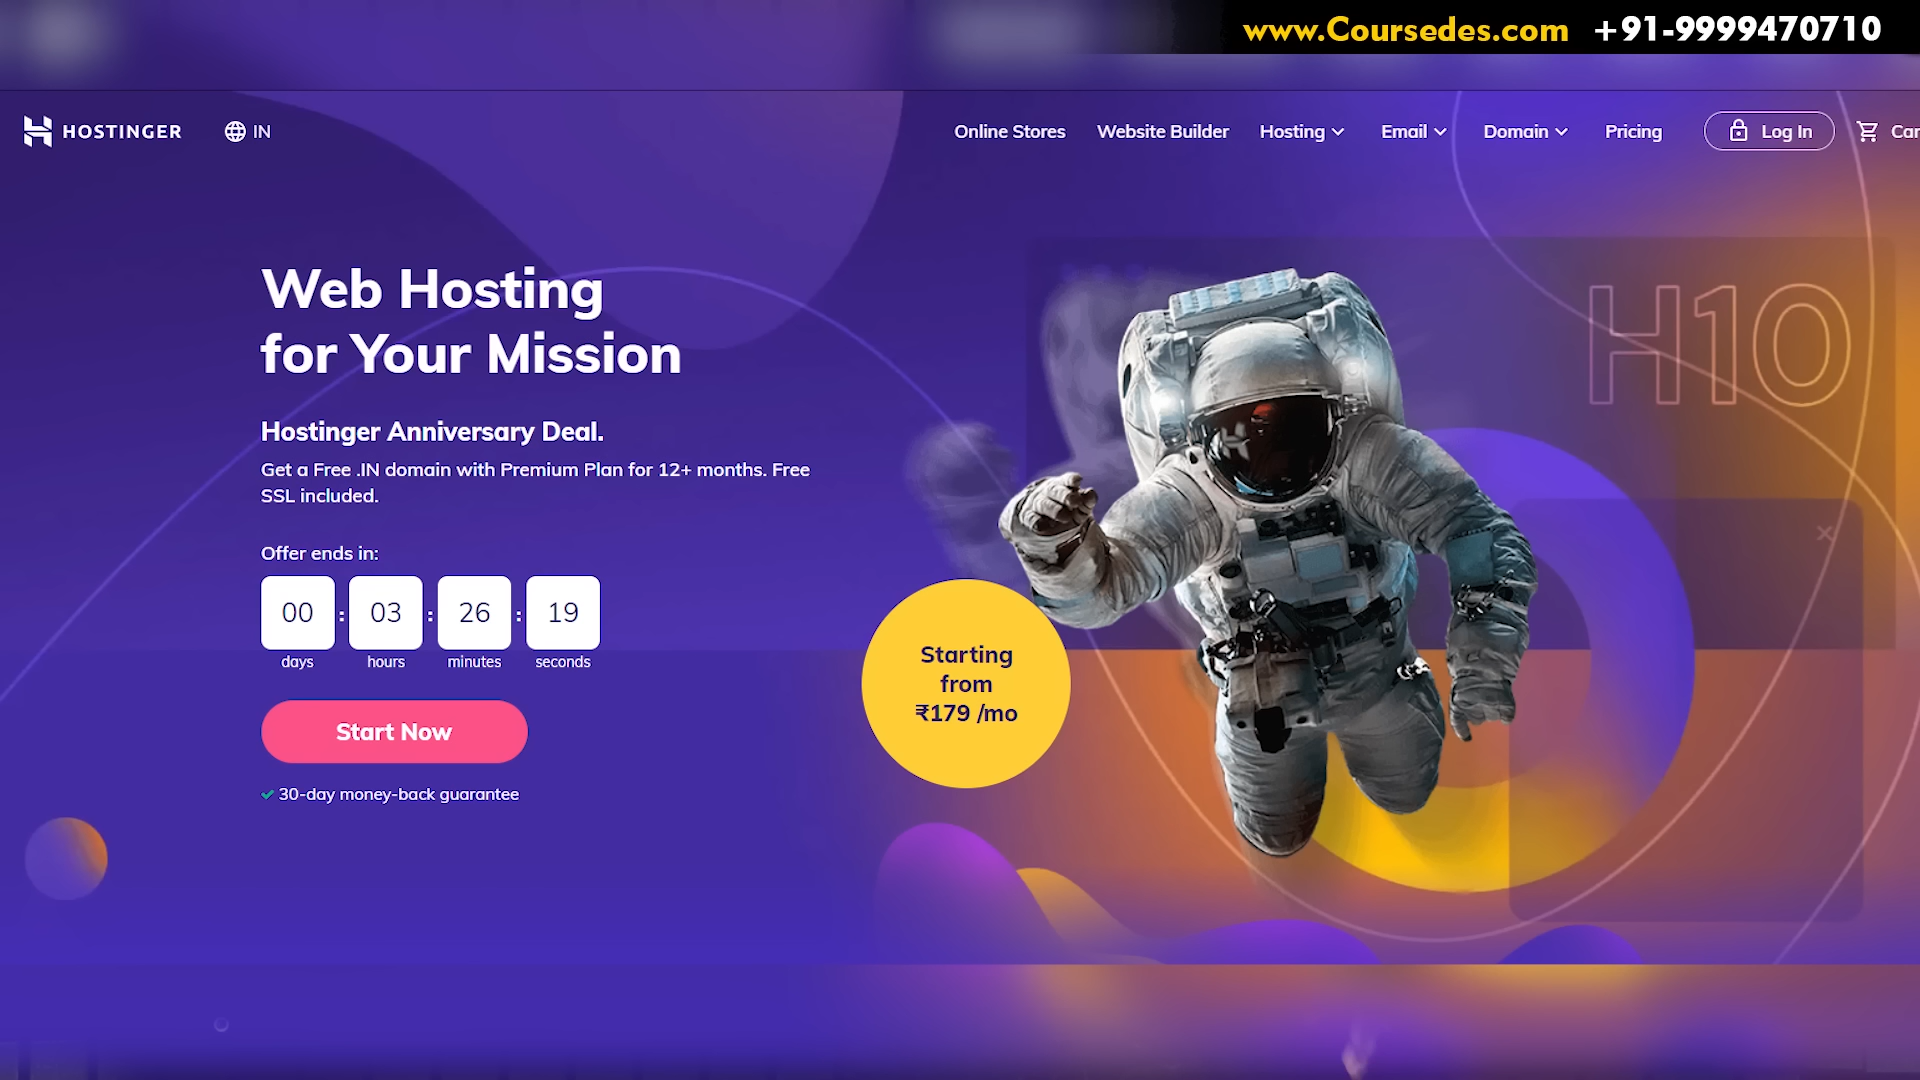 www.Coursedes.com +91-9999470710
HOSTINGER
IN
Online Stores
Website Builder
Hosting
Email
Domain
Pricing
Log In
Car
H10
Web Hosting
for Your Mission
Hostinger Anniversary Deal.
Get a Free .IN domain with Premium Plan for 12+ months. Free
SSL included.
Offer ends in:
00 : 03 : 26 : 19
days hours minutes seconds
Starting
from
₹179 /mo
Start Now
30-day money-back guarantee